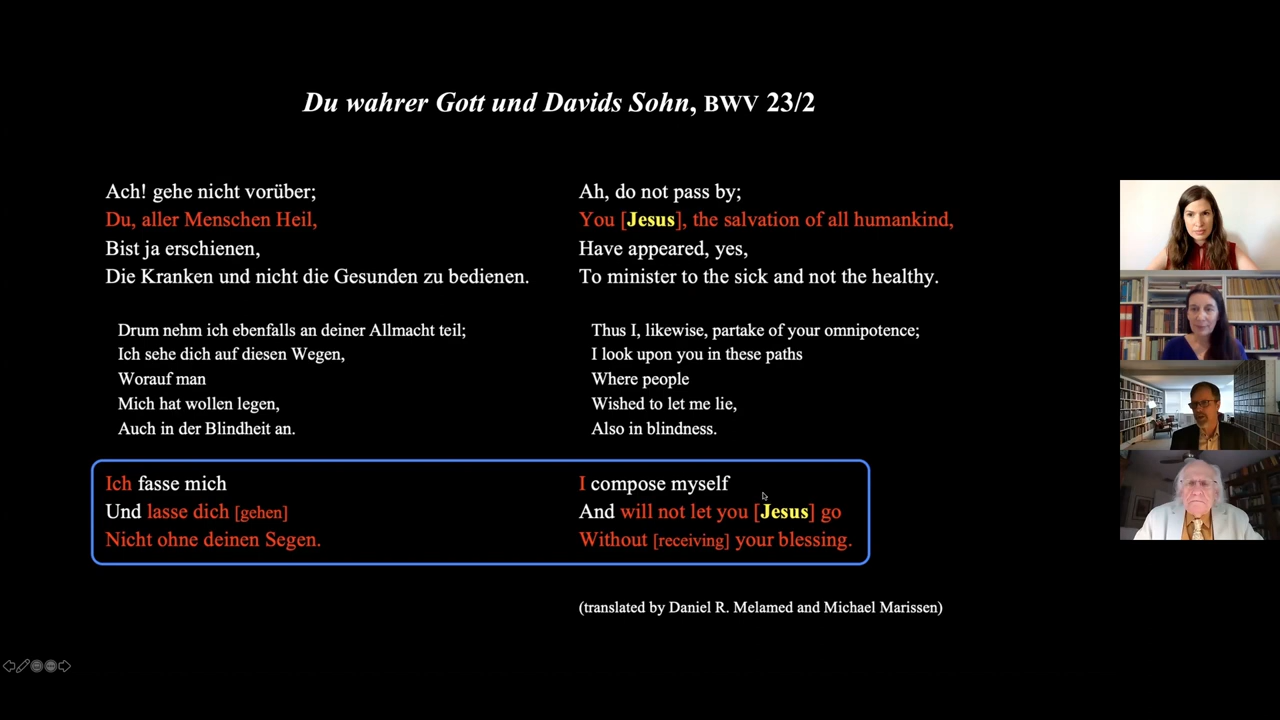 Du wahrer Gott und Davids Sohn, BWV 23/2
Ach! gehe nicht vorüber;
Du, aller Menschen Heil,
Bist ja erschienen,
Die Kranken und nicht die Gesunden zu bedienen.
Drum nehm ich ebenfalls an deiner Allmacht teil;
Ich sehe dich auf diesen Wegen,
Worauf man
Mich hat wollen legen,
Auch in der Blindheit an.
Ich fasse mich
Und lasse dich [gehen]
Nicht ohne deinen Segen.
Ah, do not pass by;
You [Jesus], the salvation of all humankind,
Have appeared, yes,
To minister to the sick and not the healthy.
Thus I, likewise, partake of your omnipotence;
I look upon you in these paths
Where people
Wished to let me lie,
Also in blindness.
I compose myself
And will not let you [Jesus] go
Without [receiving] your blessing.
(translated by Daniel R. Melamed and Michael Marissen)